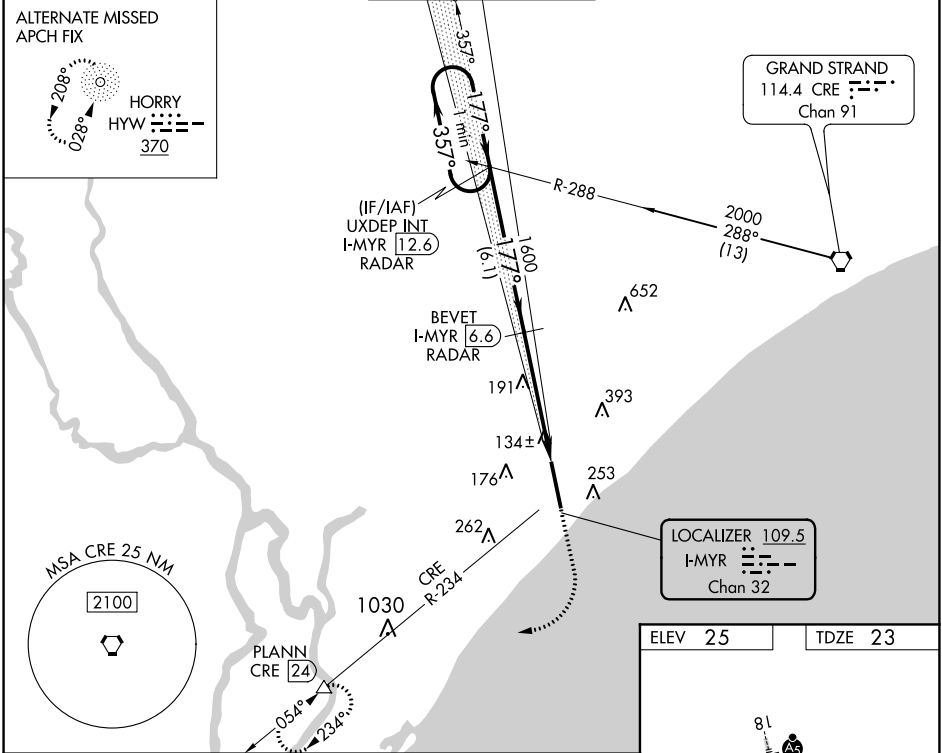 ALTERNATE MISSED
APCH FIX
208°
028°
HORRY
HYW
370
357°
177°
1 min
357°
GRAND STRAND
114.4 CRE
Chan 91
R-288
2000
288°
(13)
(IF/IAF)
UXDEP INT
I-MYR 12.6
RADAR
1600
177°
(6.1)
652
BEVET
I-MYR 6.6
RADAR
191
393
134±
176
253
262
LOCALIZER 109.5
I-MYR
Chan 32
CRE
R-234
MSA CRE 25 NM
2100
1030
PLANN
CRE 24
054°
234°
ELEV 25
TDZE 23
18
A5